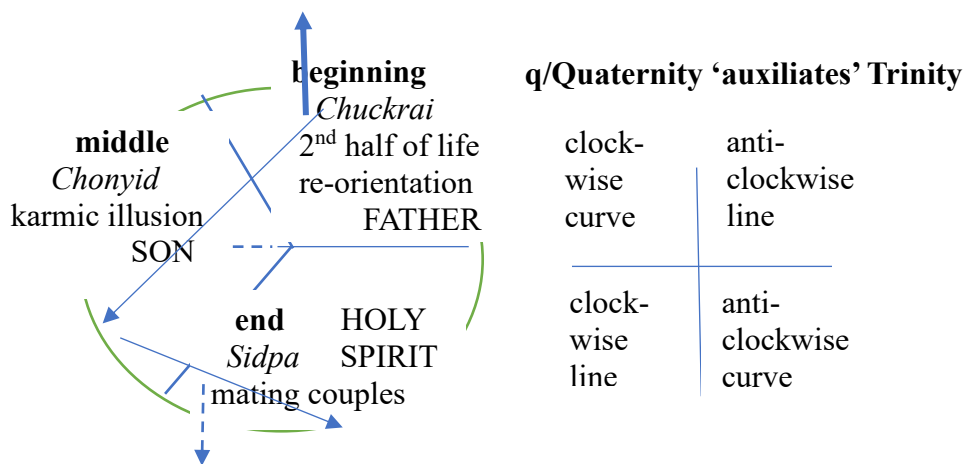 beginning
Chuckrai
2nd half of life
re-orientation
FATHER
middle
Chonyid
karmic illusion
SON
end HOLY
Sidpa SPIRIT
mating couples
q/Quaternity ‘auxiliates’ Trinity
clock-
wise
curve
anti-
clockwise
line
clock-
wise
line
anti-
clockwise
curve